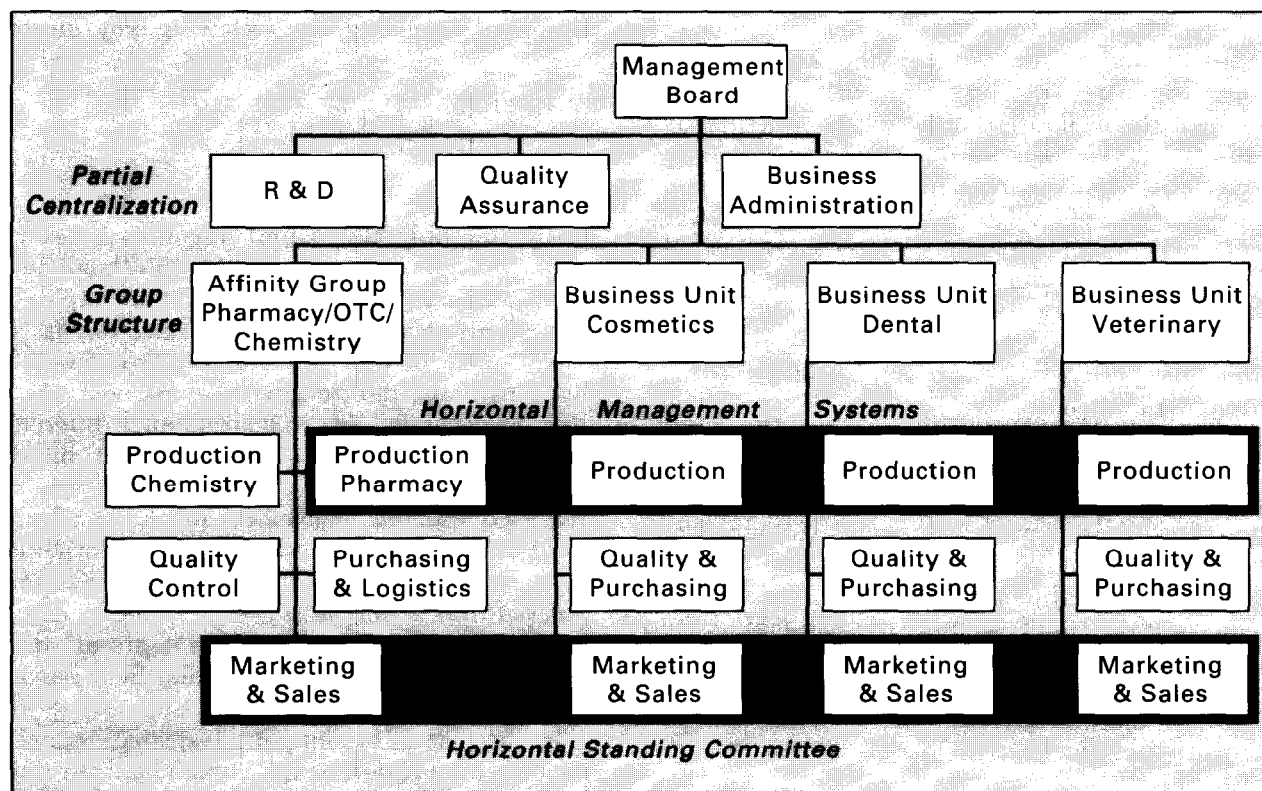 Management
Board
Partial
Centralization
R & D
Quality
Assurance
Business
Administration
Group
Structure
Affinity Group
Pharmacy/OTC/
Chemistry
Business Unit
Cosmetics
Business Unit
Dental
Business Unit
Veterinary
Horizontal Management Systems
Production
Chemistry
Production
Pharmacy
Production
Production
Production
Quality
Control
Purchasing
& Logistics
Quality &
Purchasing
Quality &
Purchasing
Quality &
Purchasing
Marketing
& Sales
Marketing
& Sales
Marketing
& Sales
Marketing
& Sales
Horizontal Standing Committee